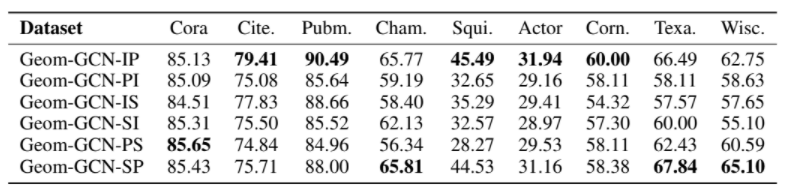 Dataset Cora Cite. Pubm. Cham. Squi. Actor Corn. Texa. Wisc.
Geom-GCN-IP 85.13 79.41 90.49 65.77 45.49 31.94 60.00 66.49 62.75
Geom-GCN-PI 85.09 75.08 85.64 59.19 32.65 29.16 58.11 58.11 58.63
Geom-GCN-IS 84.51 77.83 88.66 58.40 35.29 29.41 54.32 57.57 57.65
Geom-GCN-SI 85.31 75.50 85.52 62.13 32.57 28.97 57.30 60.00 55.10
Geom-GCN-PS 85.65 74.84 84.96 56.34 28.27 29.53 58.11 62.43 60.59
Geom-GCN-SP 85.43 75.71 88.00 65.81 44.53 31.16 58.38 67.84 65.10